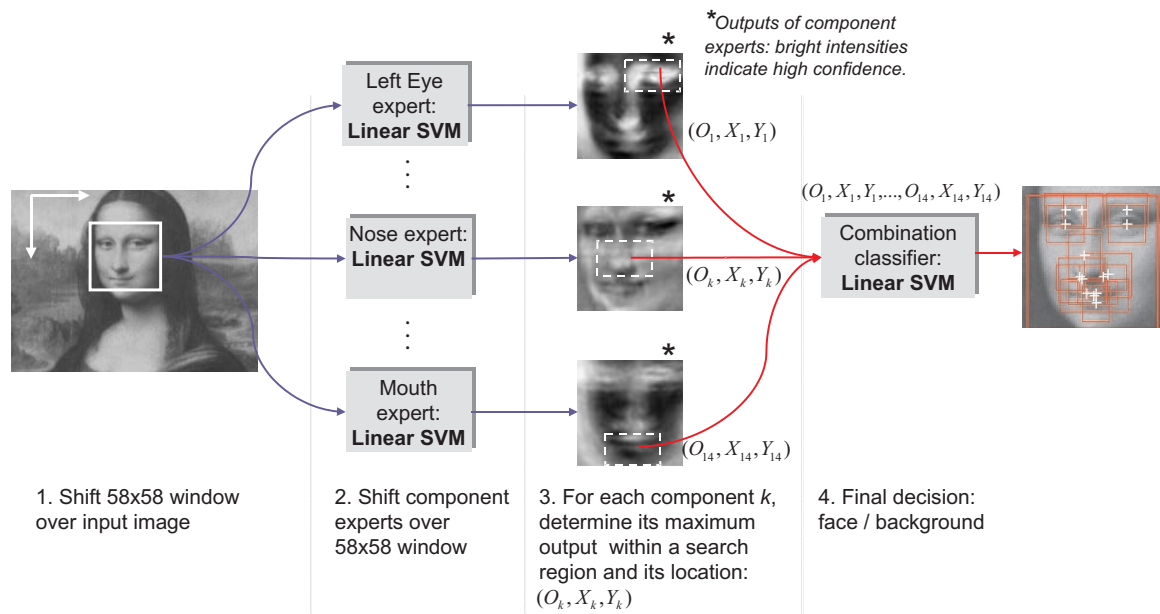 *Outputs of component
experts: bright intensities
indicate high confidence.
Left Eye
expert:
Linear SVM
*
(O₁, X₁, Y₁)
⋮
Nose expert:
Linear SVM
*
(Oₖ, Xₖ, Yₖ)
⋮
Mouth
expert:
Linear SVM
*
(O₁₄, X₁₄, Y₁₄)
(O₁, X₁, Y₁,..., O₁₄, X₁₄, Y₁₄)
Combination
classifier:
Linear SVM
1. Shift 58x58 window
over input image
2. Shift component
experts over
58x58 window
3. For each component k,
determine its maximum
output within a search
region and its location:
(Oₖ, Xₖ, Yₖ)
4. Final decision:
face / background